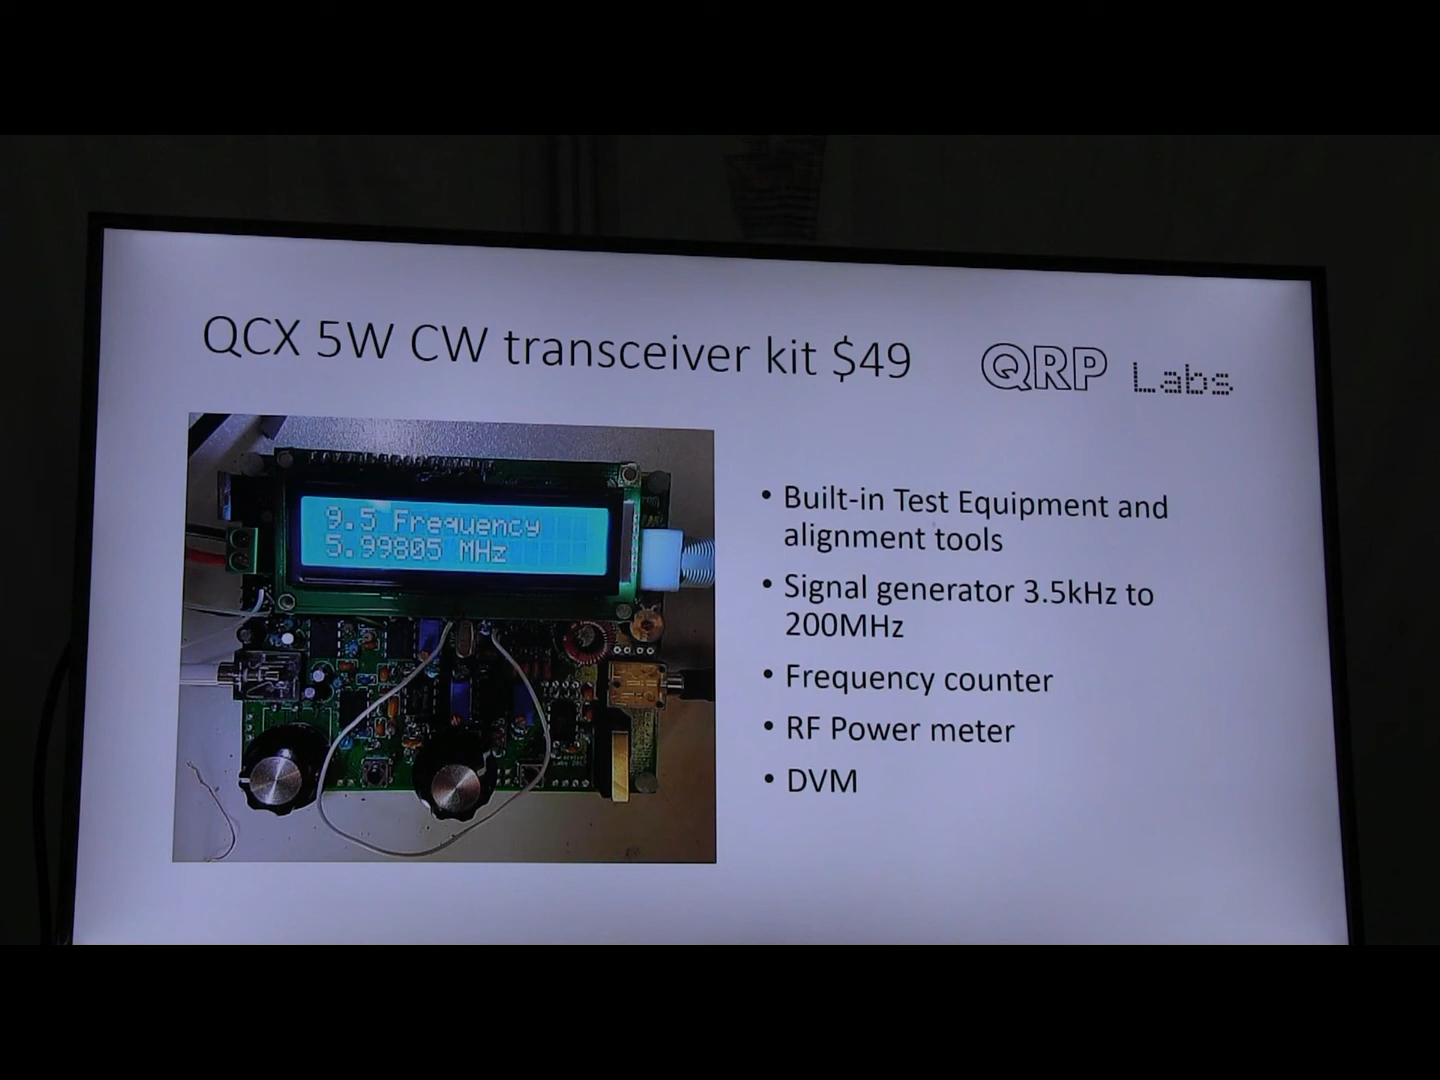 QCX 5W CW transceiver kit $49
QRP Labs
9.5 Frequency
5.99805 MHz
• Built-in Test Equipment and
alignment tools
• Signal generator 3.5kHz to
200MHz
• Frequency counter
• RF Power meter
• DVM